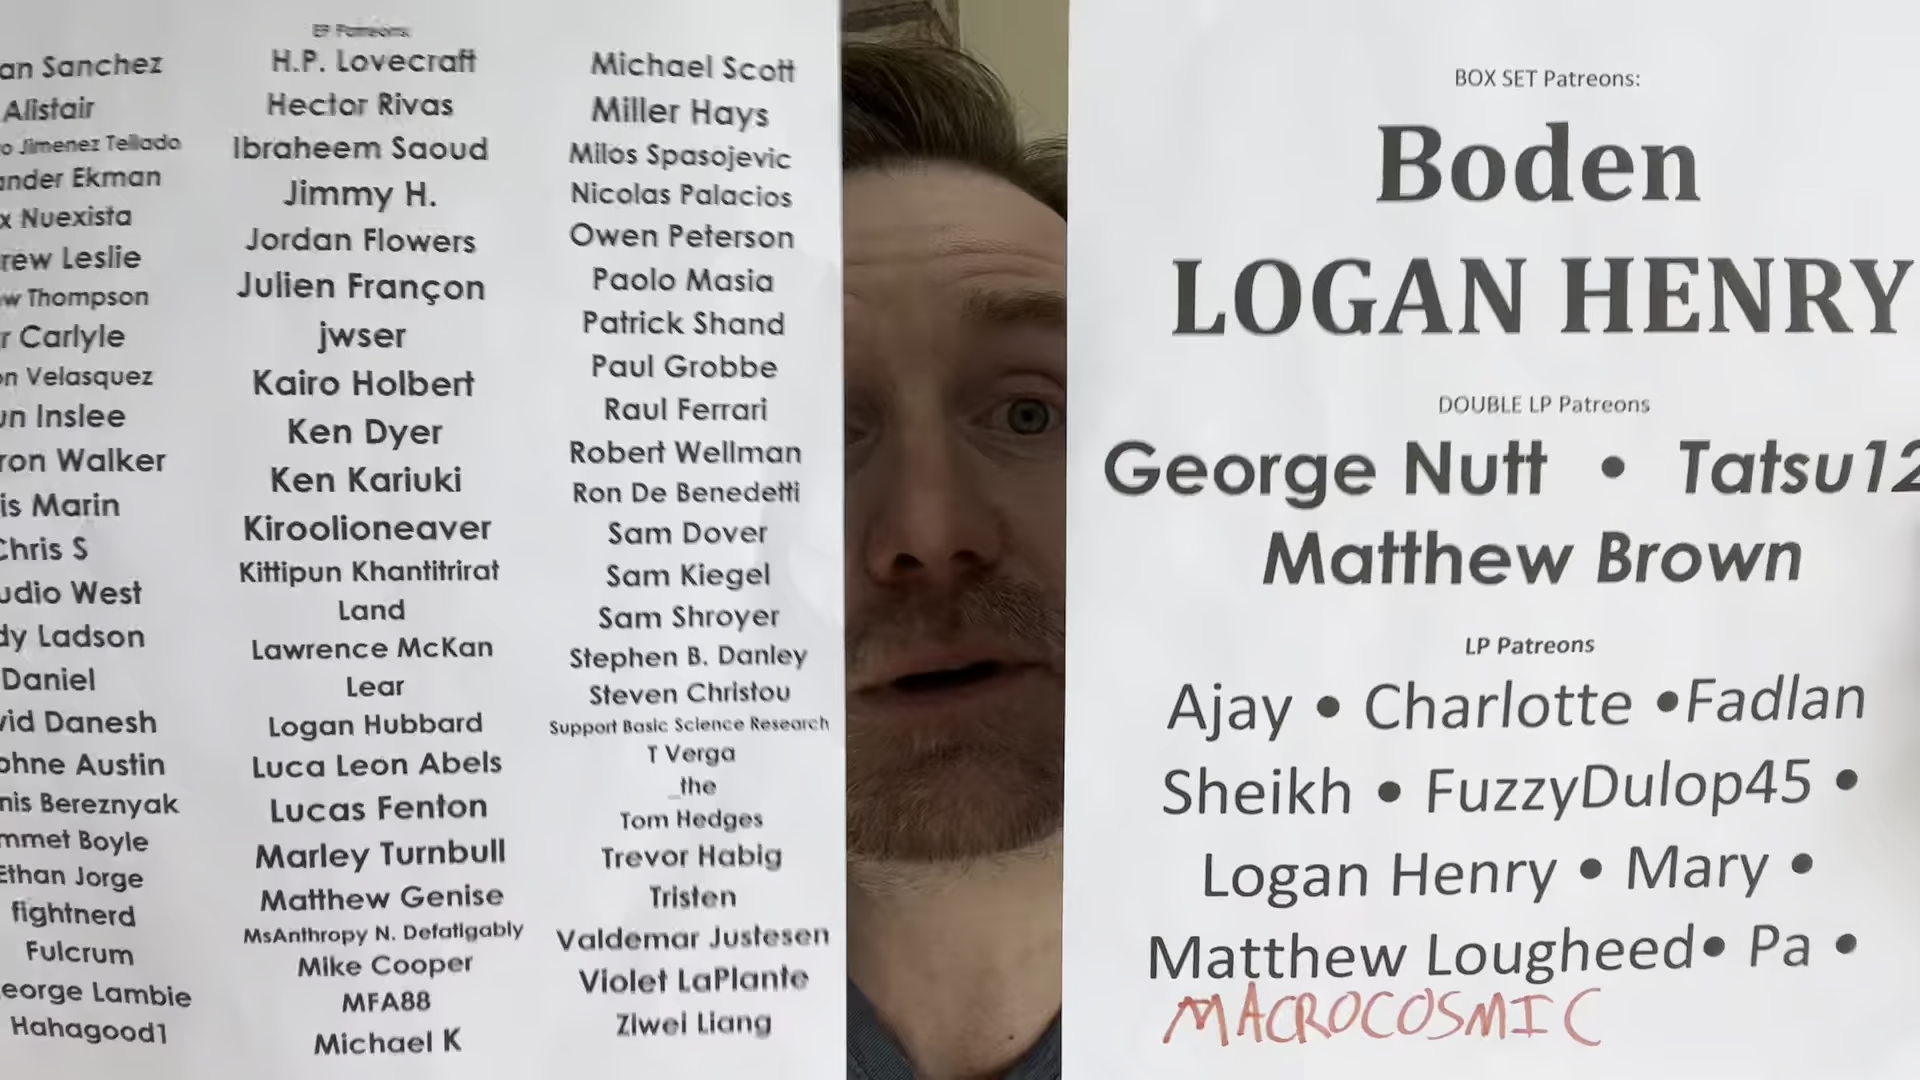 EP Patreons:
an Sanchez
Alistair
o Jimenez Tellado
ander Ekman
x Nuexista
rew Leslie
w Thompson
r Carlyle
on Velasquez
un Inslee
ron Walker
is Marin
Chris S
udio West
dy Ladson
Daniel
vid Danesh
ohne Austin
nis Bereznyak
mmet Boyle
Ethan Jorge
fightnerd
Fulcrum
eorge Lambie
Hahagood1
H.P. Lovecraft
Hector Rivas
Ibraheem Saoud
Jimmy H.
Jordan Flowers
Julien Françon
jwser
Kairo Holbert
Ken Dyer
Ken Kariuki
Kiroolioneaver
Kittipun Khantitrirat
Land
Lawrence McKan
Lear
Logan Hubbard
Luca Leon Abels
Lucas Fenton
Marley Turnbull
Matthew Genise
MsAnthropy N. Defatigably
Mike Cooper
MFA88
Michael K
Michael Scott
Miller Hays
Milos Spasojevic
Nicolas Palacios
Owen Peterson
Paolo Masia
Patrick Shand
Paul Grobbe
Raul Ferrari
Robert Wellman
Ron De Benedetti
Sam Dover
Sam Kiegel
Sam Shroyer
Stephen B. Danley
Steven Christou
Support Basic Science Research
T Verga
_the
Tom Hedges
Trevor Habig
Tristen
Valdemar Justesen
Violet LaPlante
Ziwei Liang
BOX SET Patreons:
Boden
LOGAN HENRY
DOUBLE LP Patreons
George Nutt • Tatsu12
Matthew Brown
LP Patreons
Ajay • Charlotte •Fadlan
Sheikh • FuzzyDulop45 •
Logan Henry • Mary •
Matthew Lougheed• Pa •
MACROCOSMIC